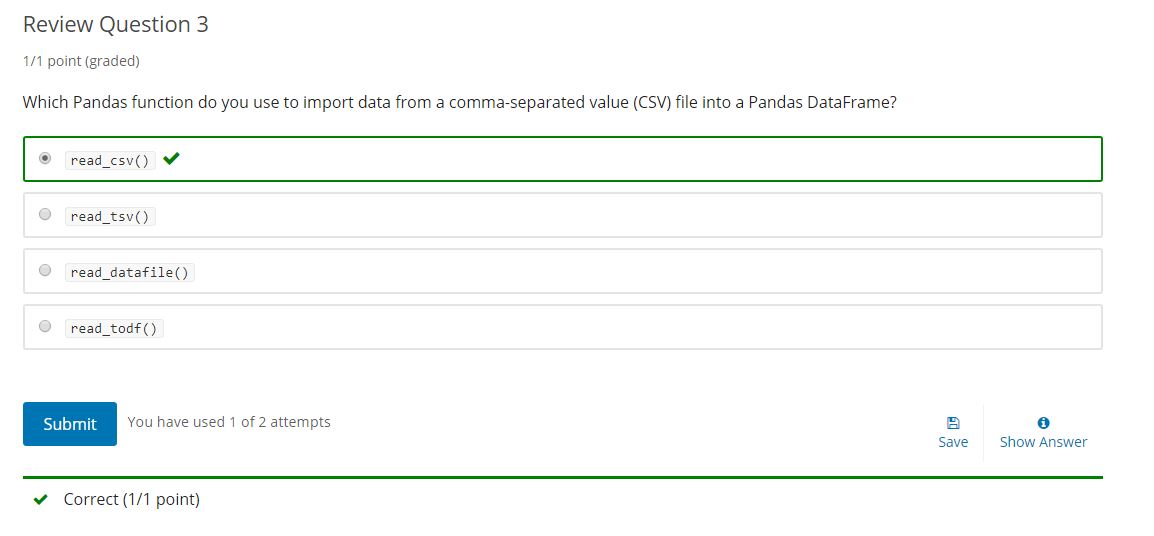 Review Question 3
1/1 point (graded)
Which Pandas function do you use to import data from a comma-separated value (CSV) file into a Pandas DataFrame?
read_csv()
read_tsv()
read_datafile()
read_todf()
Submit You have used 1 of 2 attempts
Save Show Answer
Correct (1/1 point)